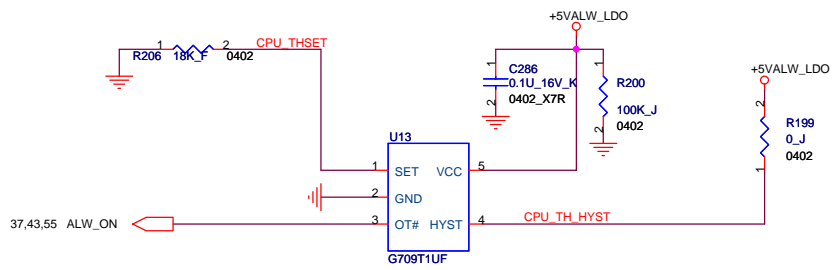 +5VALW_LDO
1 2 CPU_THSET
R206 18K_F 0402
1 C286
0.1U_16V_K
2 0402_X7R
1 R200
100K_J
2 0402
+5VALW_LDO
2 R199
0_J
0402
1
U13
1 SET VCC 5
2 GND
37,43,55 ALW_ON 3 OT# HYST 4 CPU_TH_HYST
G709T1UF